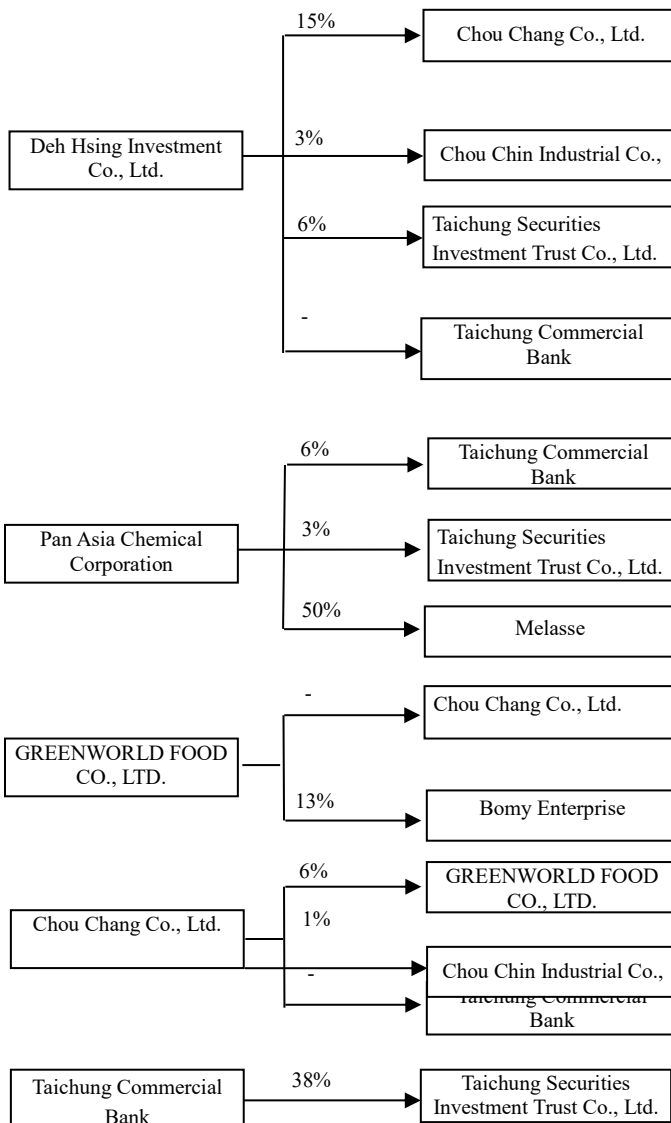 15%
Chou Chang Co., Ltd.
Deh Hsing Investment
Co., Ltd.
3%
Chou Chin Industrial Co.,
6%
Taichung Securities
Investment Trust Co., Ltd.
-
Taichung Commercial
Bank
6%
Taichung Commercial
Bank
Pan Asia Chemical
Corporation
3%
Taichung Securities
Investment Trust Co., Ltd.
50%
Melasse
-
Chou Chang Co., Ltd.
GREENWORLD FOOD
CO., LTD.
13%
Bomy Enterprise
6%
GREENWORLD FOOD
CO., LTD.
Chou Chang Co., Ltd.
1%
Chou Chin Industrial Co.,
-
Taichung Commercial
Bank
Taichung Commercial
Bank
38%
Taichung Securities
Investment Trust Co., Ltd.